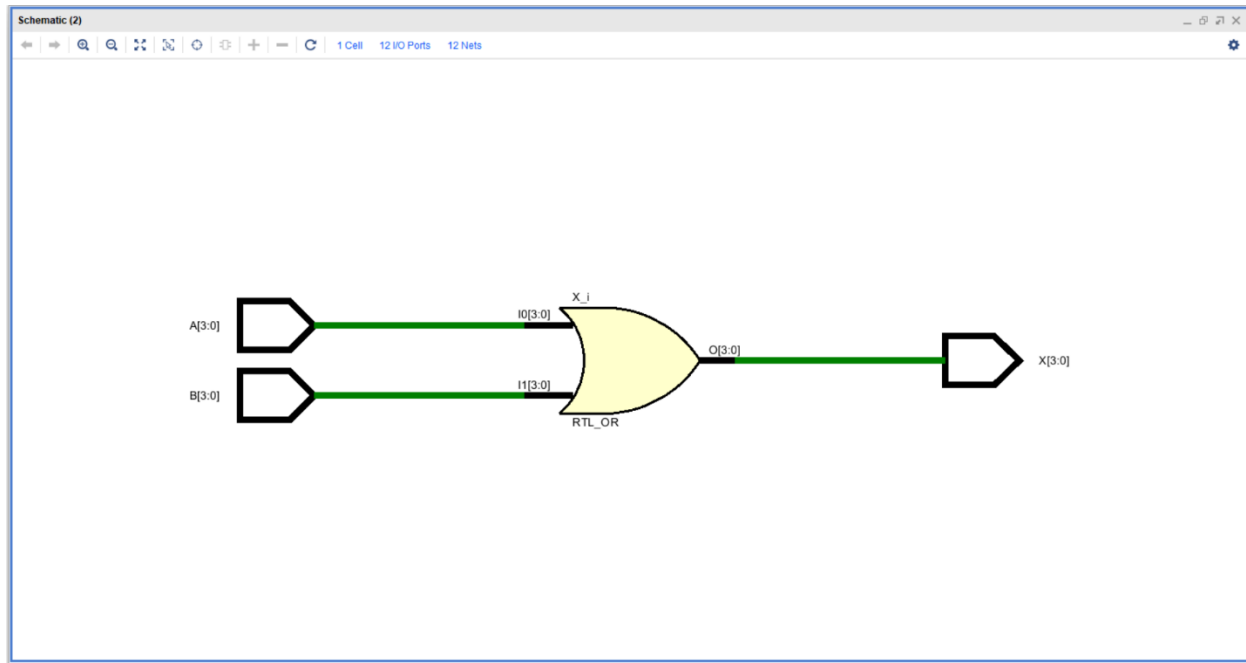 Schematic (2)
1 Cell 12 I/O Ports 12 Nets
X_i
A[3:0]
I0[3:0]
O[3:0]
X[3:0]
B[3:0]
I1[3:0]
RTL_OR